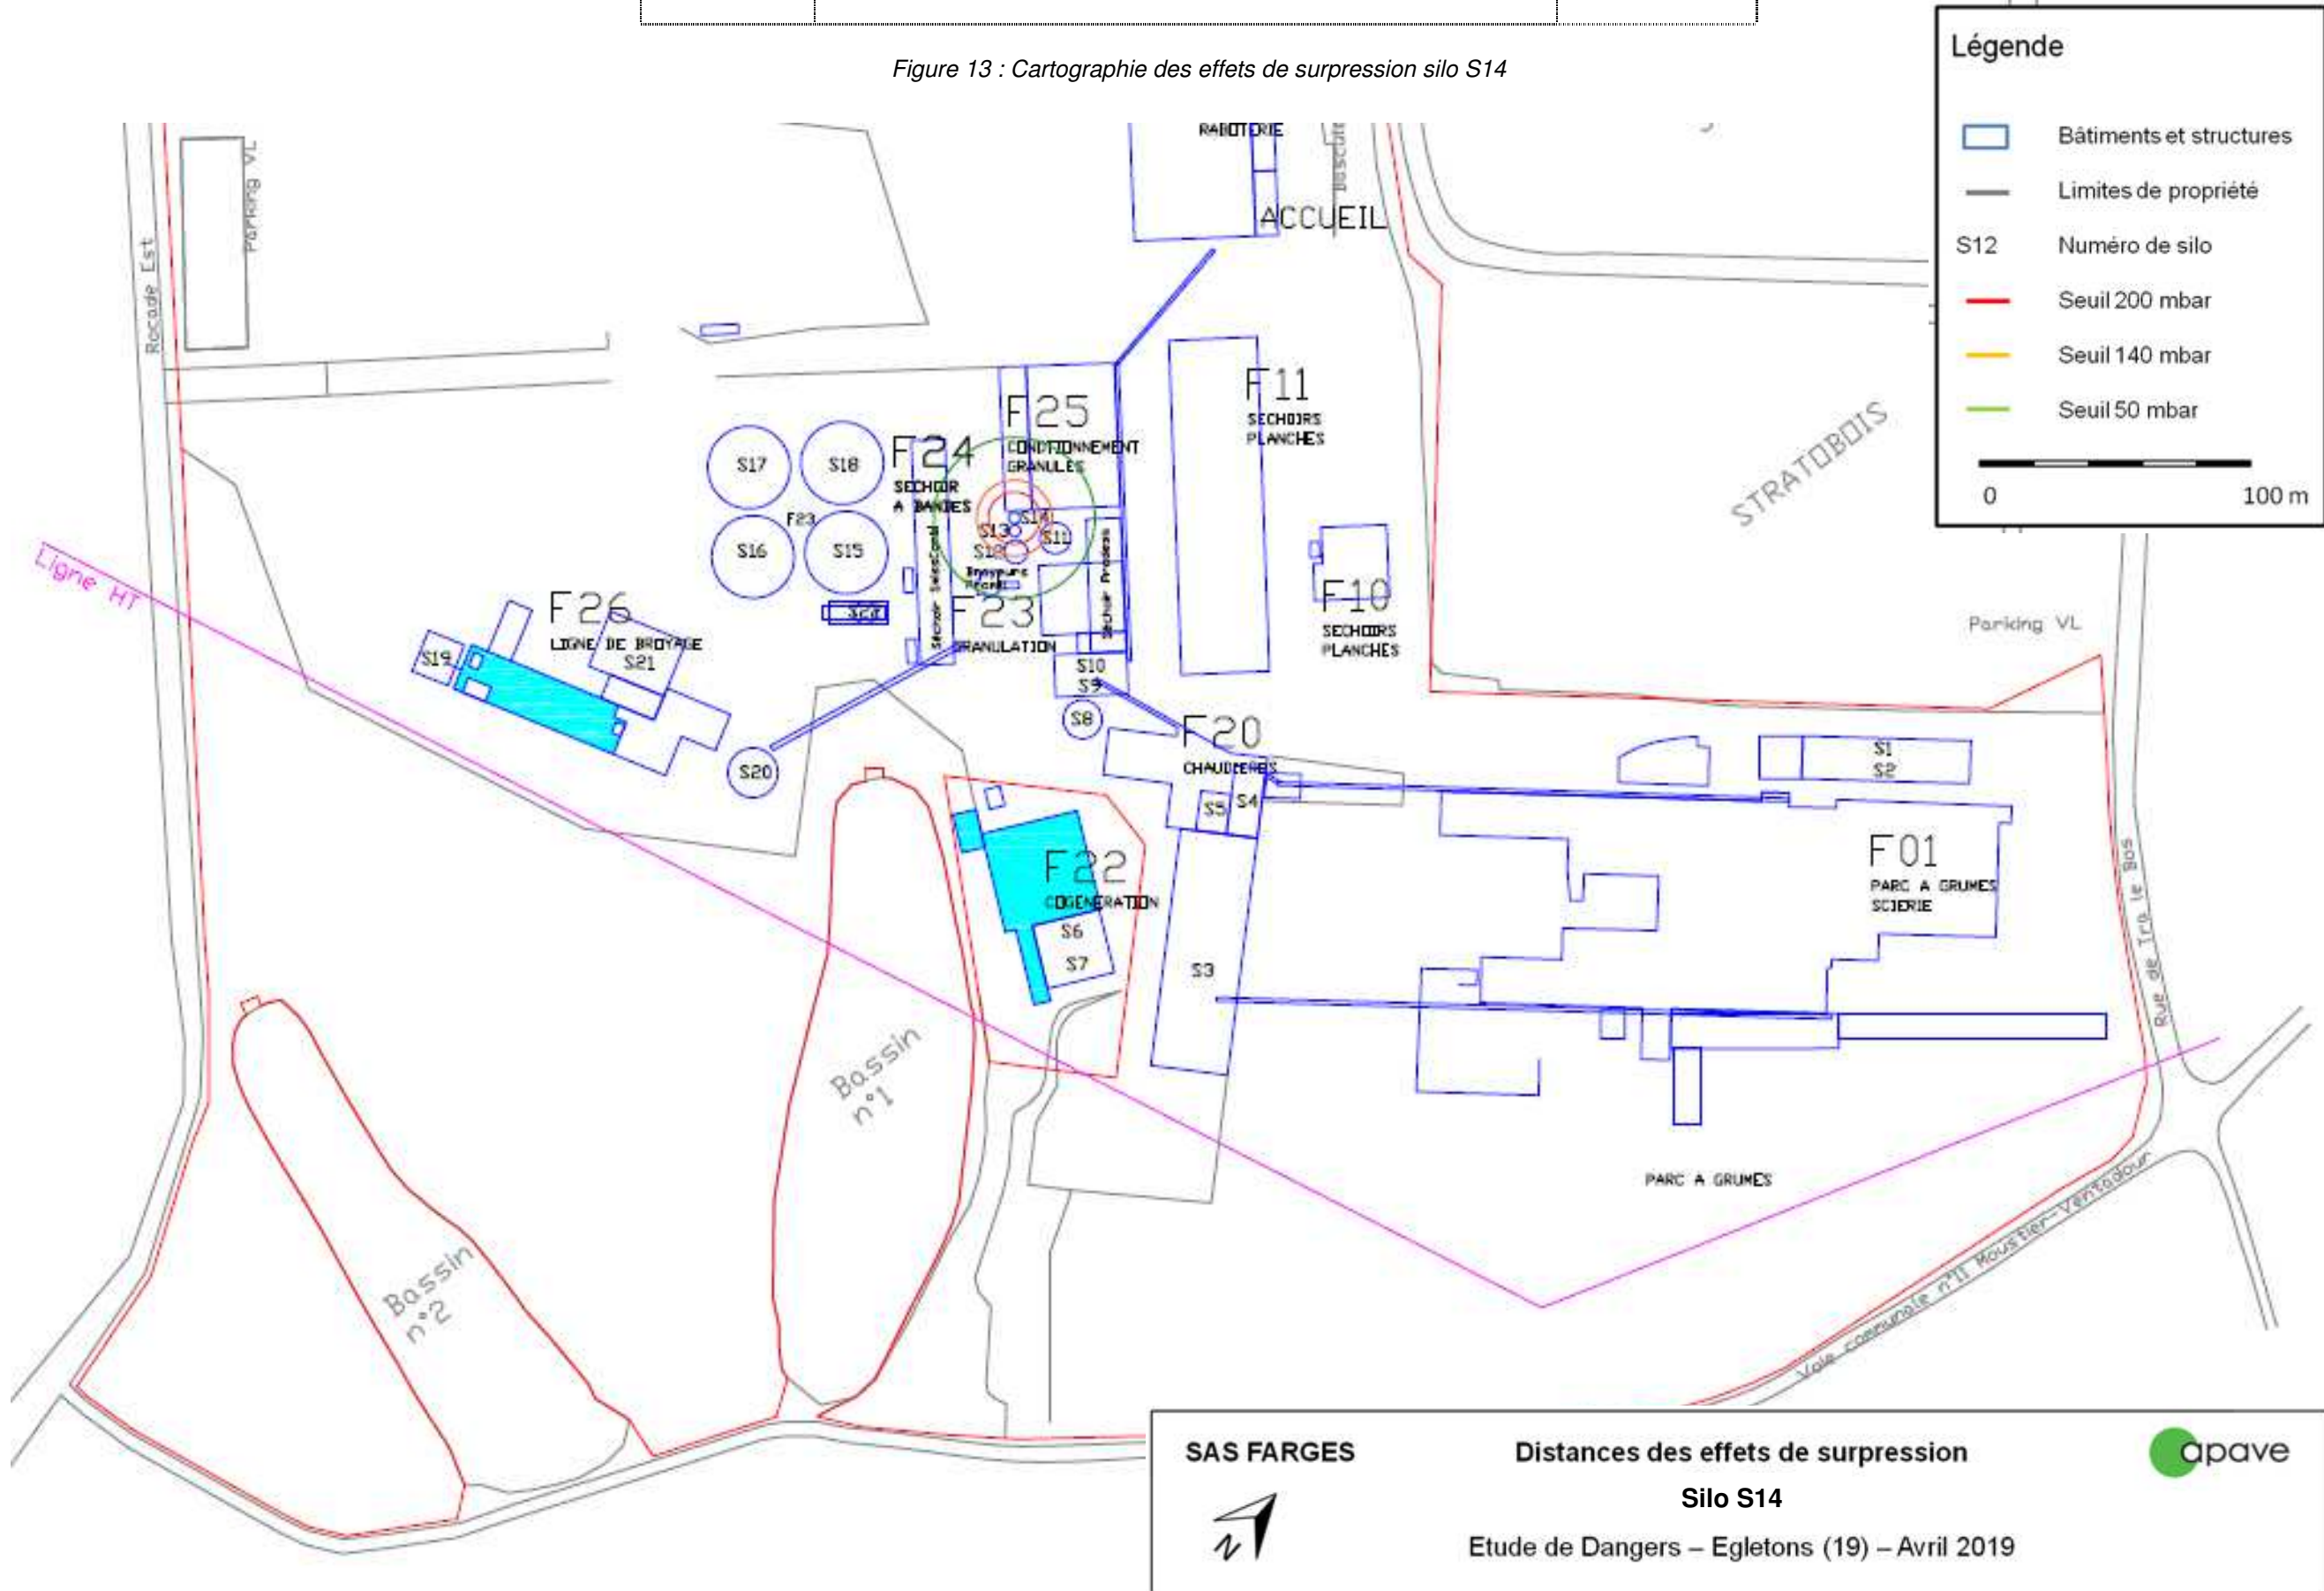 Figure 13 : Cartographie des effets de surpression silo S14
Légende
Bâtiments et structures
Limites de propriété
S12 Numéro de silo
Seuil 200 mbar
Seuil 140 mbar
Seuil 50 mbar
0 100 m
RABOTERIE
Bascule
ACCUEIL
Parking VL
Rocade Est
F11
SECHOIRS
PLANCHES
F25
CONDITIONNEMENT
GRANULES
F24
SECHOIR
A BANDES
S17
S18
F23
S16
S15
S14
S13
S11
S12
Broyeurs
Séchoir
STRATOBOIS
Ligne HT
F26
LIGNE DE BROYAGE
S19
S21
F23
GRANULATION
F10
SECHOIRS
PLANCHES
Parking VL
S10
S9
S8
S20
F20
CHAUDIERES
S5
S4
S1
S2
F22
COGENERATION
S6
S7
S3
F01
PARC A GRUMES
SCIERIE
Rue de Tra le Bos
Bassin
n°1
Bassin
n°2
PARC A GRUMES
Voie communale n°11 Moustier-Ventadour
SAS FARGES
N
Distances des effets de surpression
Silo S14
Etude de Dangers – Egletons (19) – Avril 2019
apave